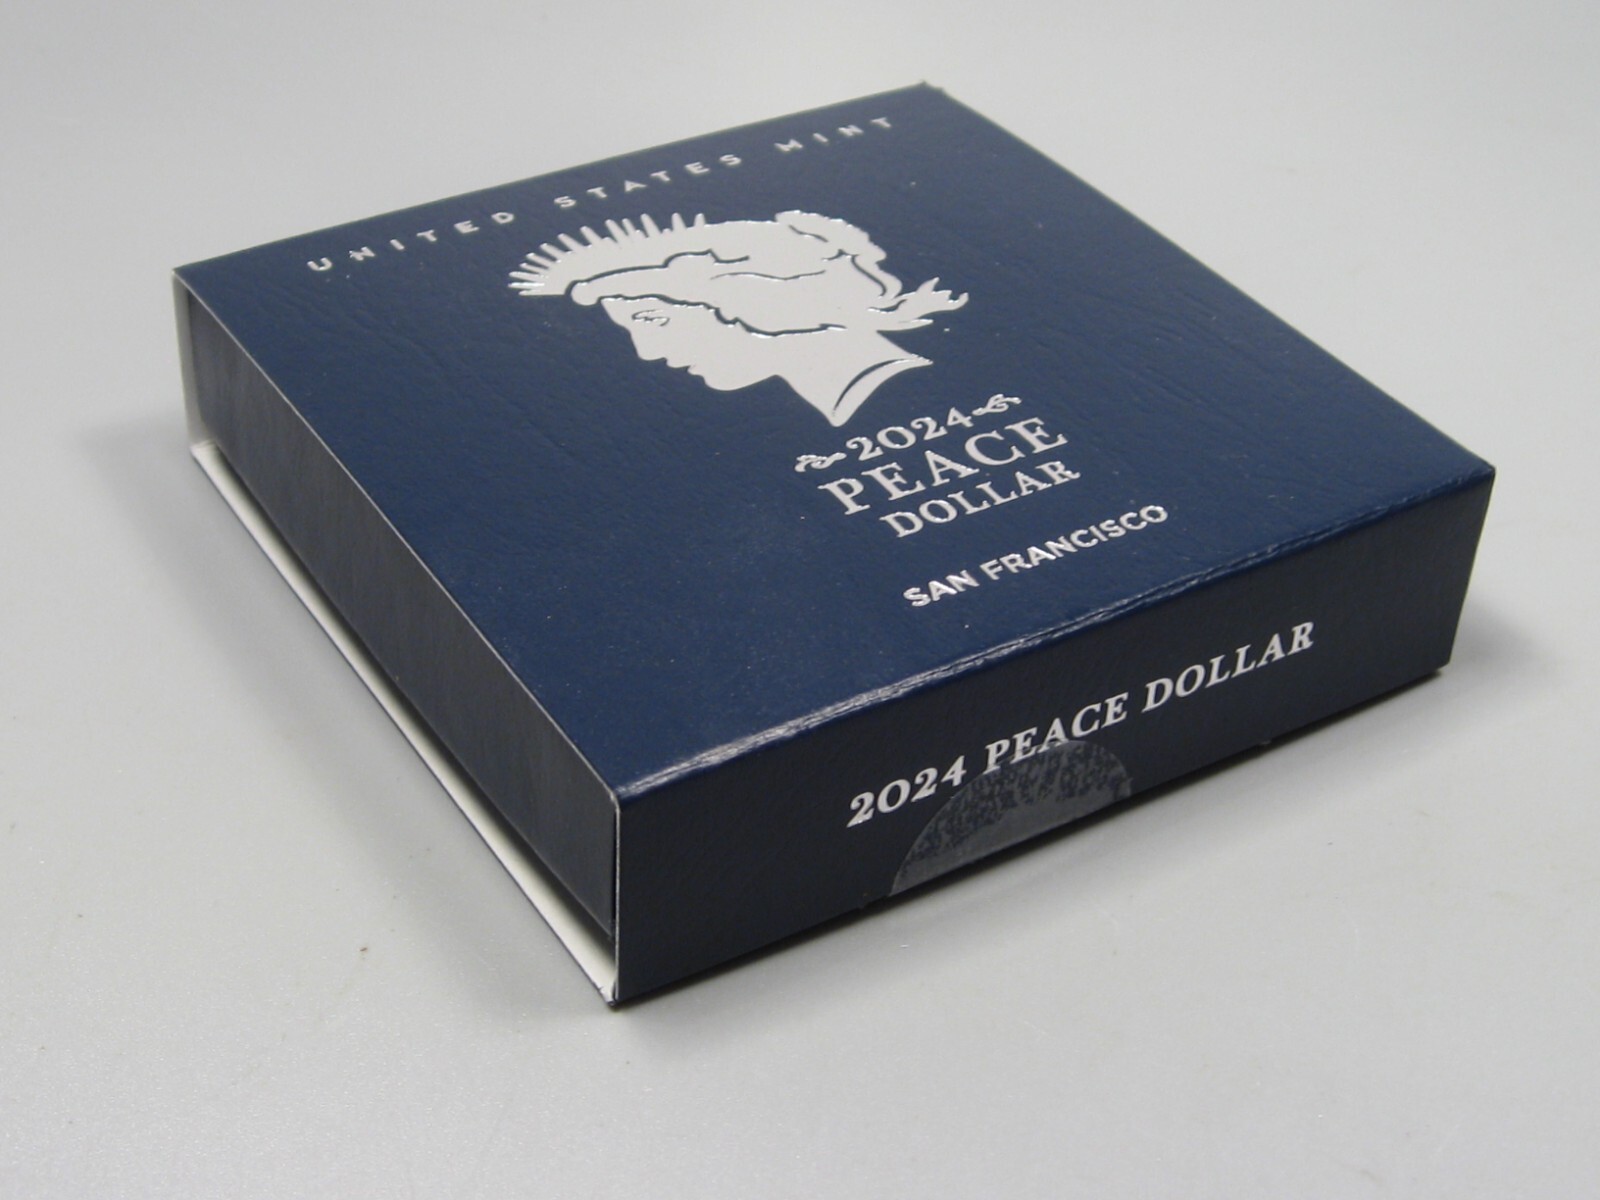 UNITED STATES MINT
2024
PEACE
DOLLAR
SAN FRANCISCO
2024 PEACE DOLLAR